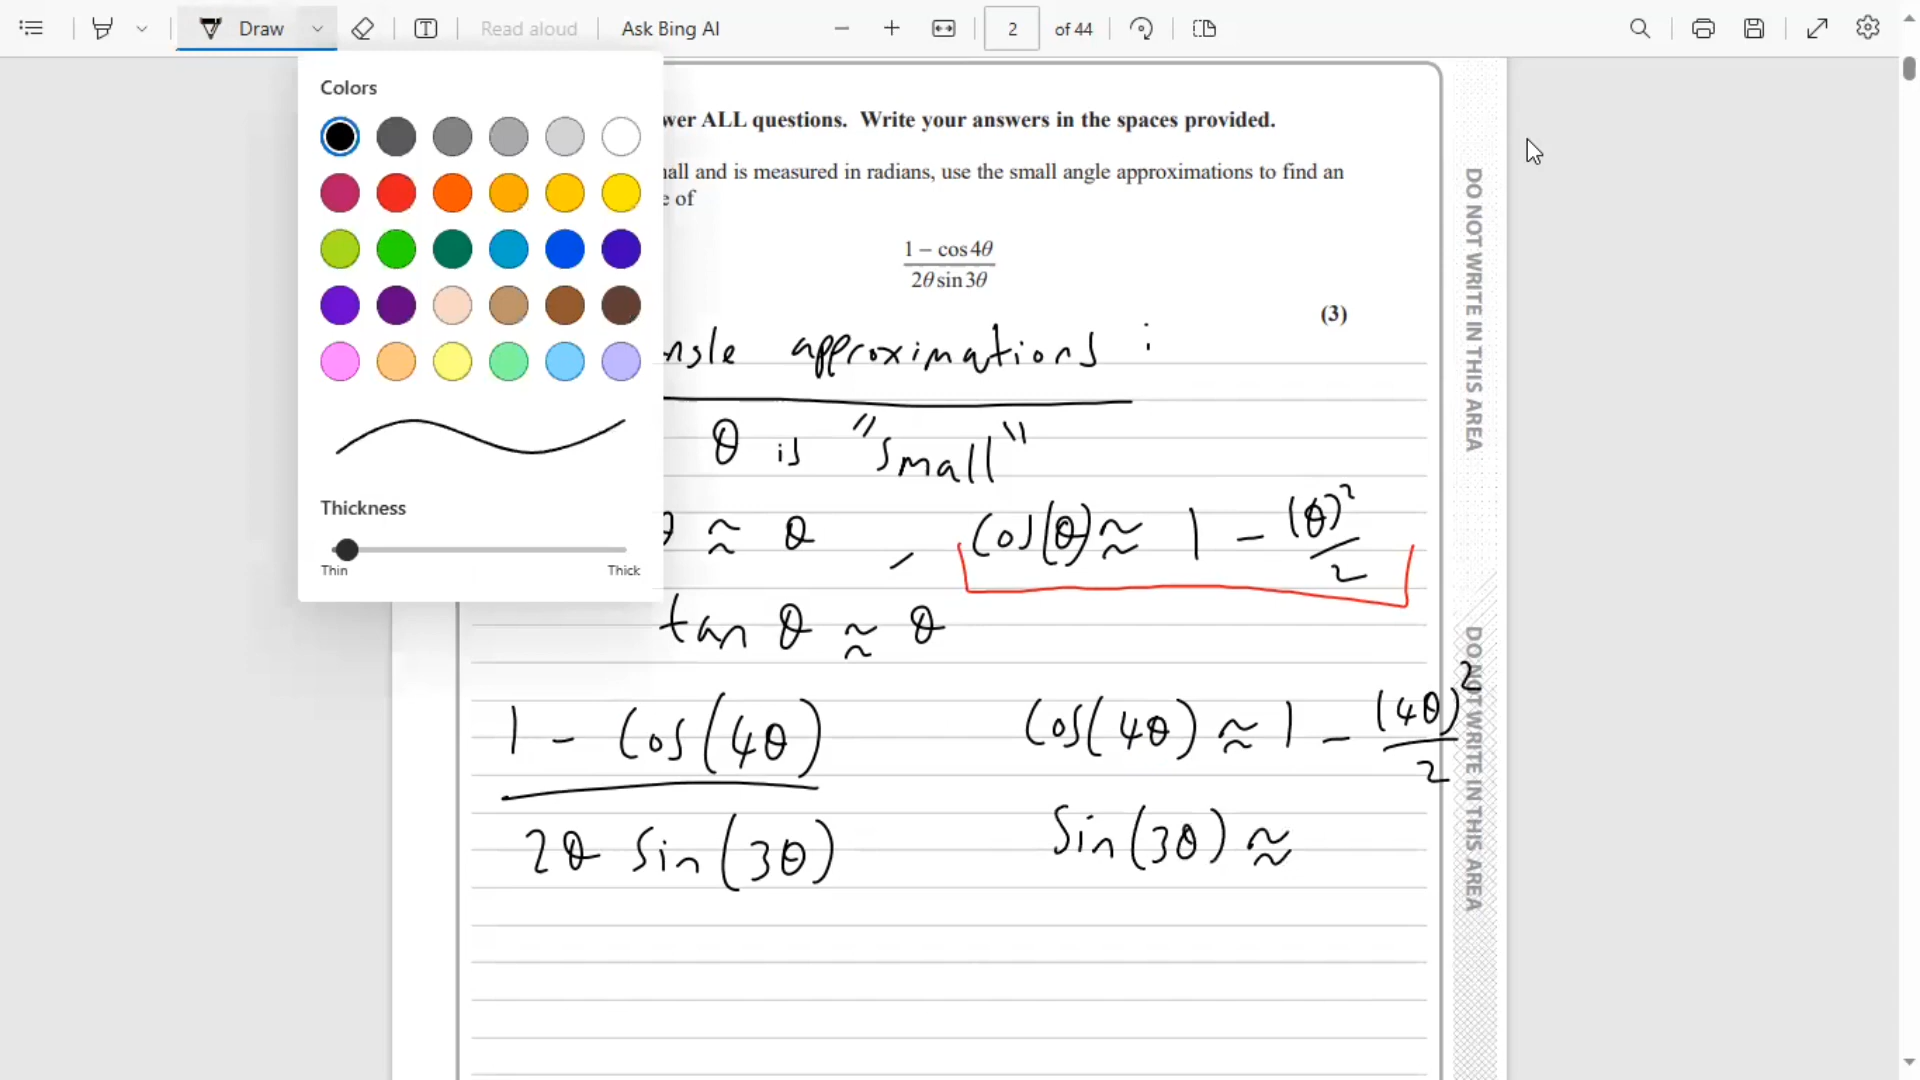 Draw Read aloud Ask Bing AI 2 of 44
Colors
Thickness
Thin Thick
wer ALL questions. Write your answers in the spaces provided.
all and is measured in radians, use the small angle approximations to find an
e of
1 − cos 4θ
2θ sin 3θ
(3)
ngle approximations :
θ is "small"
≈ θ , cos(θ) ≈ 1 − (θ)²/2
tan θ ≈ θ
1 − cos(4θ)
2θ sin(3θ)
cos(4θ) ≈ 1 − (4θ)²/2
sin(3θ) ≈
DO NOT WRITE IN THIS AREA
DO NOT WRITE IN THIS AREA